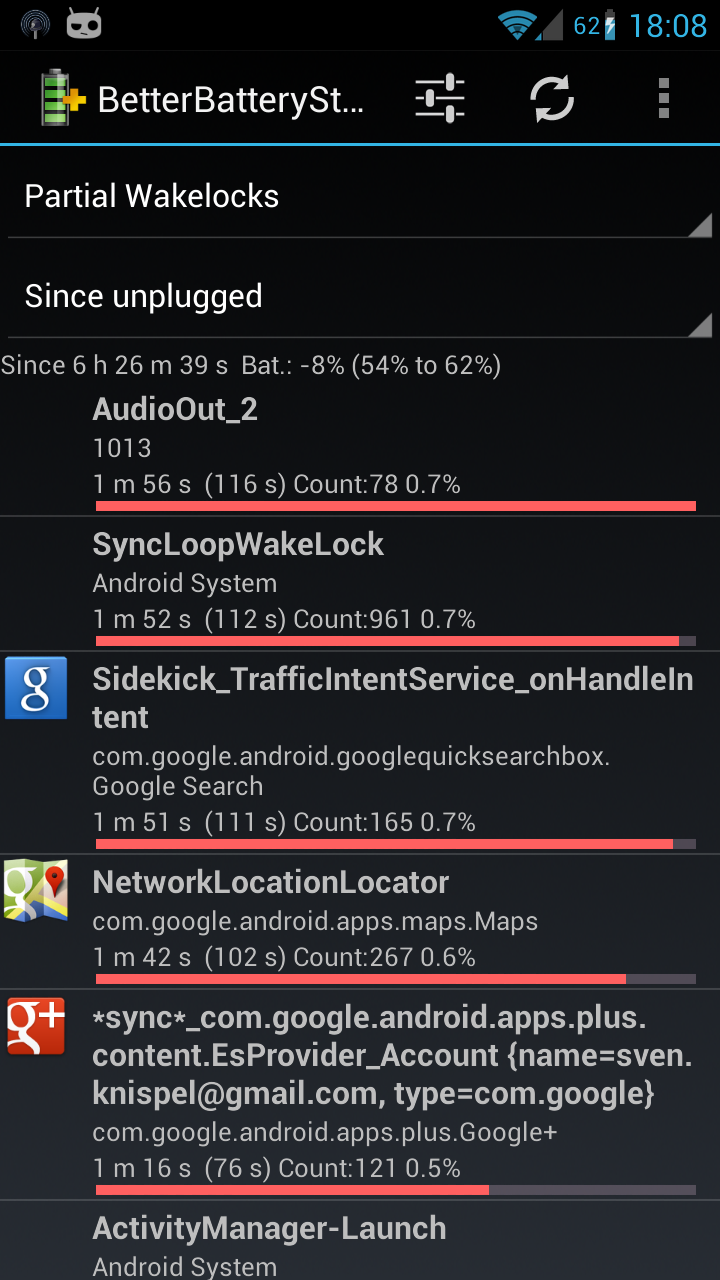 62 18:08
BetterBatterySt...
Partial Wakelocks
Since unplugged
Since 6 h 26 m 39 s Bat.: -8% (54% to 62%)
AudioOut_2
1013
1 m 56 s (116 s) Count:78 0.7%
SyncLoopWakeLock
Android System
1 m 52 s (112 s) Count:961 0.7%
Sidekick_TrafficIntentService_onHandleIn
tent
com.google.android.googlequicksearchbox.
Google Search
1 m 51 s (111 s) Count:165 0.7%
NetworkLocationLocator
com.google.android.apps.maps.Maps
1 m 42 s (102 s) Count:267 0.6%
*sync*_com.google.android.apps.plus.
content.EsProvider_Account {name=sven.
knispel@gmail.com, type=com.google}
com.google.android.apps.plus.Google+
1 m 16 s (76 s) Count:121 0.5%
ActivityManager-Launch
Android System